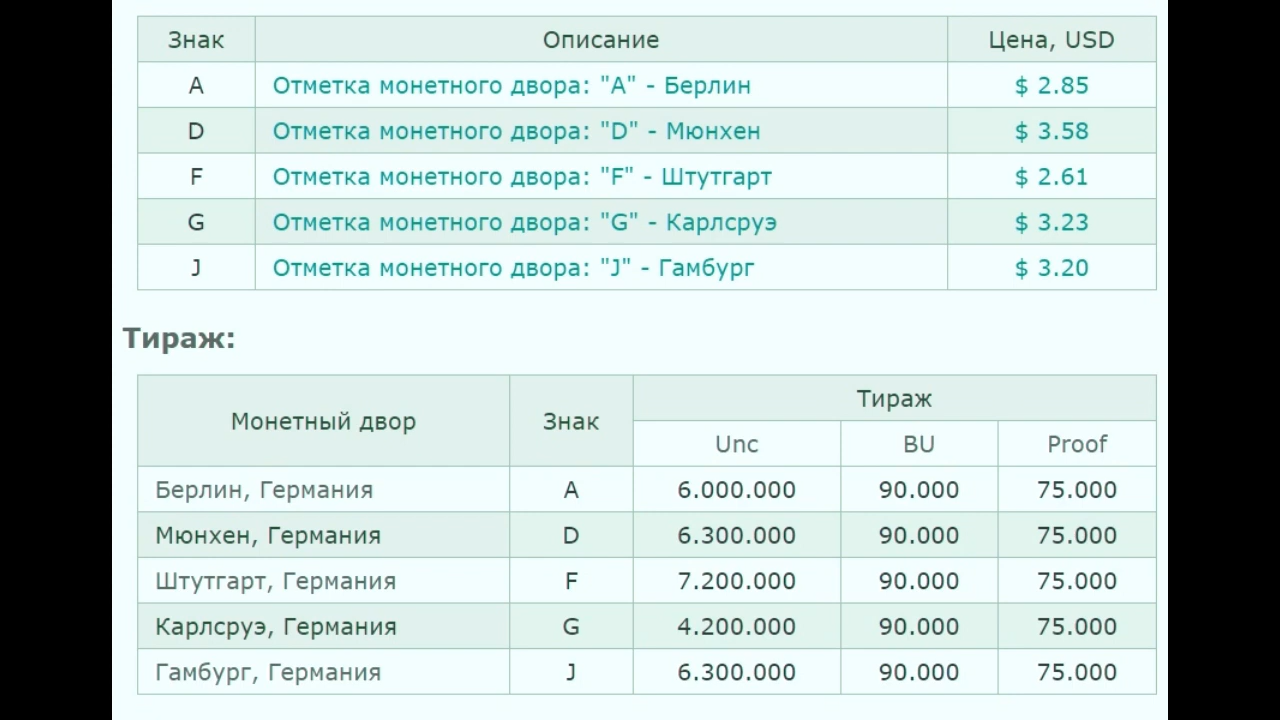 Знак Описание Цена, USD
A Отметка монетного двора: "A" - Берлин $ 2.85
D Отметка монетного двора: "D" - Мюнхен $ 3.58
F Отметка монетного двора: "F" - Штутгарт $ 2.61
G Отметка монетного двора: "G" - Карлсруэ $ 3.23
J Отметка монетного двора: "J" - Гамбург $ 3.20
Тираж:
Монетный двор Знак Тираж
Unc BU Proof
Берлин, Германия A 6.000.000 90.000 75.000
Мюнхен, Германия D 6.300.000 90.000 75.000
Штутгарт, Германия F 7.200.000 90.000 75.000
Карлсруэ, Германия G 4.200.000 90.000 75.000
Гамбург, Германия J 6.300.000 90.000 75.000